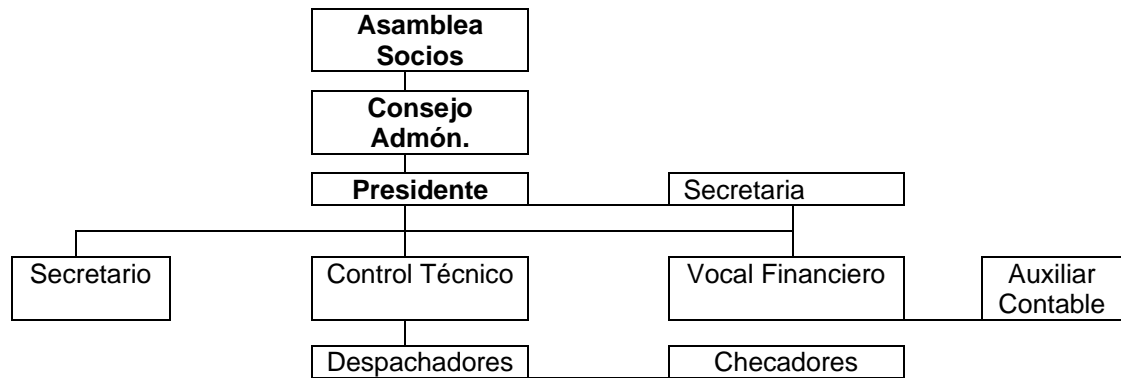 Asamblea
Socios
Consejo
Admón.
Presidente
Secretaria
Secretario
Control Técnico
Vocal Financiero
Auxiliar
Contable
Despachadores
Checadores